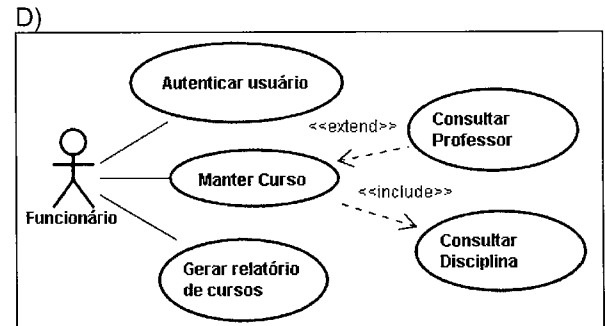 D)
Autenticar usuário
<<extend>>
Consultar
Professor
Manter Curso
<<include>>
Funcionário
Consultar
Disciplina
Gerar relatório
de cursos